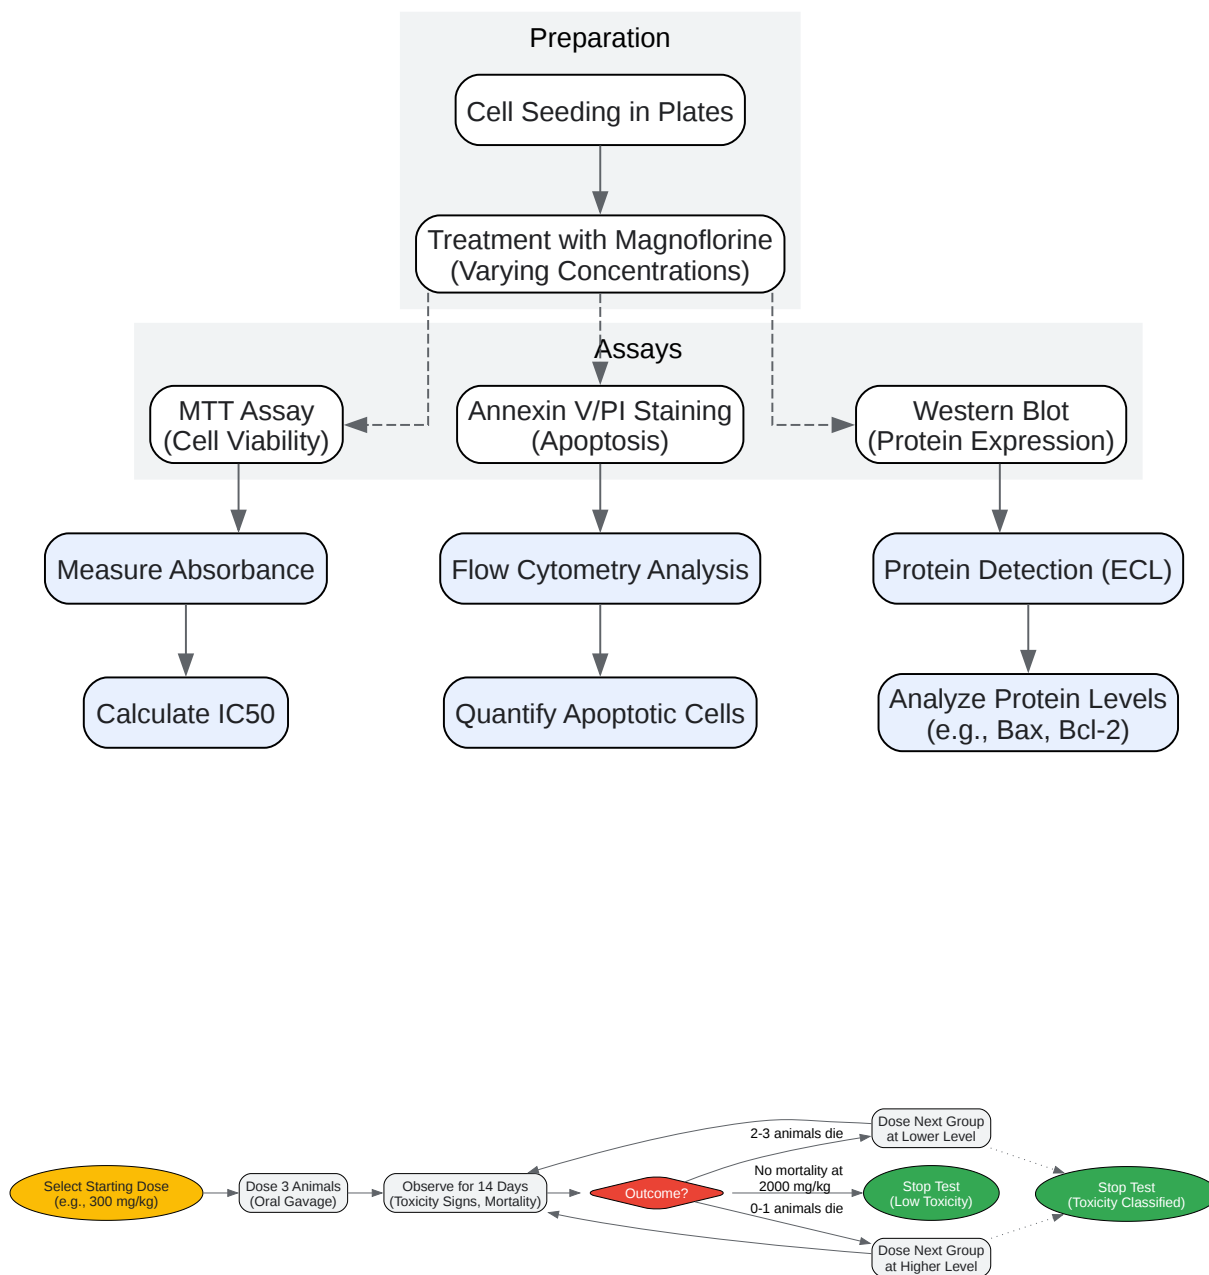 Preparation
Cell Seeding in Plates
Treatment with Magnoflorine
(Varying Concentrations)
Assays
MTT Assay
(Cell Viability)
Annexin V/PI Staining
(Apoptosis)
Western Blot
(Protein Expression)
Measure Absorbance
Flow Cytometry Analysis
Protein Detection (ECL)
Calculate IC50
Quantify Apoptotic Cells
Analyze Protein Levels
(e.g., Bax, Bcl-2)
Select Starting Dose
(e.g., 300 mg/kg)
Dose 3 Animals
(Oral Gavage)
Observe for 14 Days
(Toxicity Signs, Mortality)
Outcome?
2-3 animals die
No mortality at
2000 mg/kg
0-1 animals die
Dose Next Group
at Lower Level
Stop Test
(Low Toxicity)
Dose Next Group
at Higher Level
Stop Test
(Toxicity Classified)